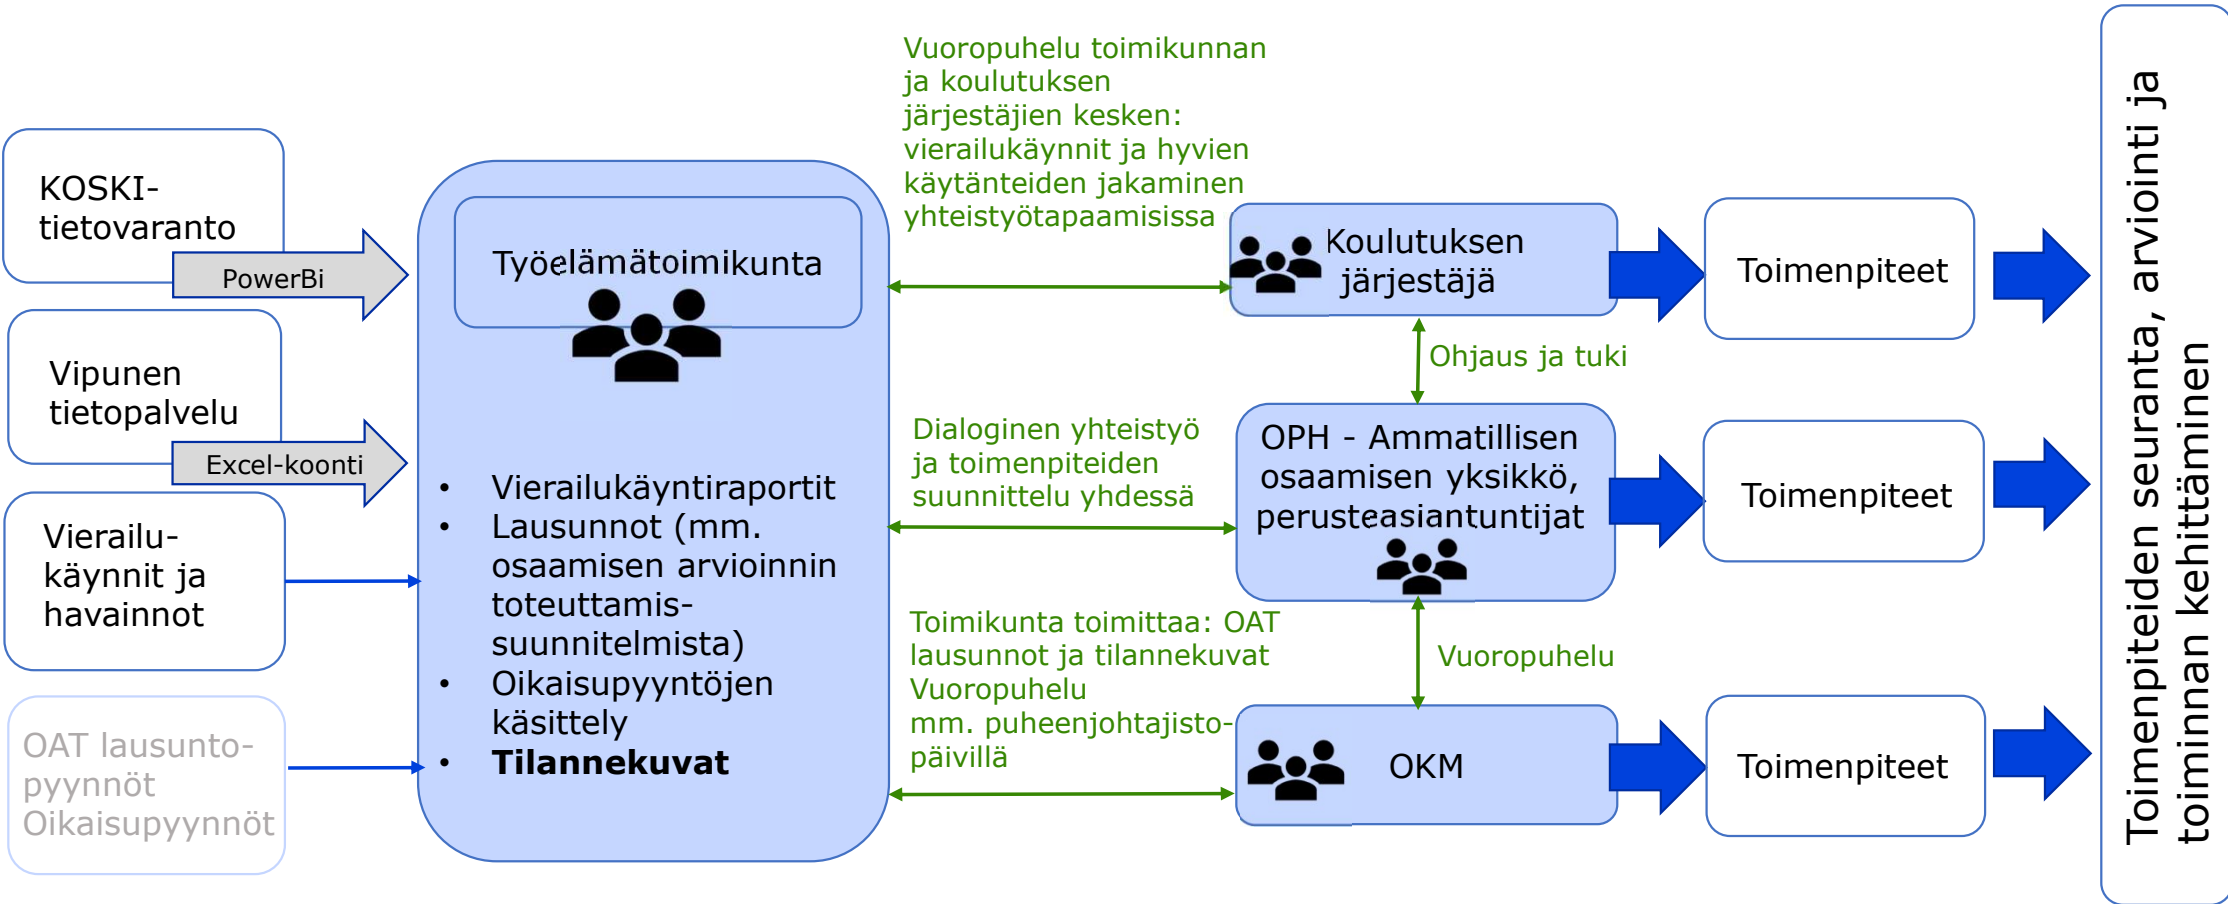 KOSKI-
tietovaranto
PowerBi
Vipunen
tietopalvelu
Excel-koonti
Vierailu-
käynnit ja
havainnot
OAT lausunto-
pyynnöt
Oikaisupyynnöt
Työelämätoimikunta
• Vierailukäyntiraportit
• Lausunnot (mm.
osaamisen arvioinnin
toteuttamis-
suunnitelmista)
• Oikaisupyyntöjen
käsittely
• Tilannekuvat
Vuoropuhelu toimikunnan
ja koulutuksen
järjestäjien kesken:
vierailukäynnit ja hyvien
käytänteiden jakaminen
yhteistyötapaamisissa
Dialoginen yhteistyö
ja toimenpiteiden
suunnittelu yhdessä
Toimikunta toimittaa: OAT
lausunnot ja tilannekuvat
Vuoropuhelu
mm. puheenjohtajisto-
päivillä
Koulutuksen
järjestäjä
Ohjaus ja tuki
OPH - Ammatillisen
osaamisen yksikkö,
perusteasiantuntijat
Vuoropuhelu
OKM
Toimenpiteet
Toimenpiteet
Toimenpiteet
Toimenpiteiden seuranta, arviointi ja
toiminnan kehittäminen